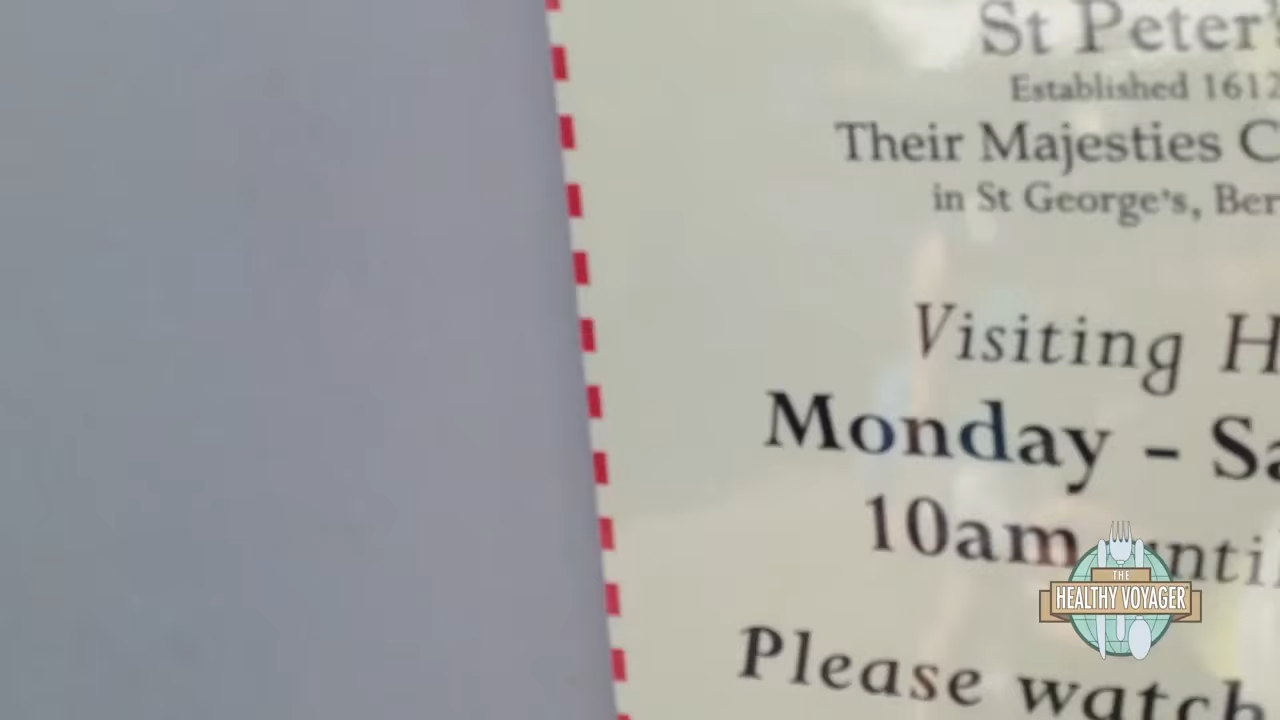 St Peter's
Established 1612
Their Majesties C
in St George's, Ber
Visiting H
Monday - Sa
10am until
Please watch
THE
HEALTHY VOYAGER